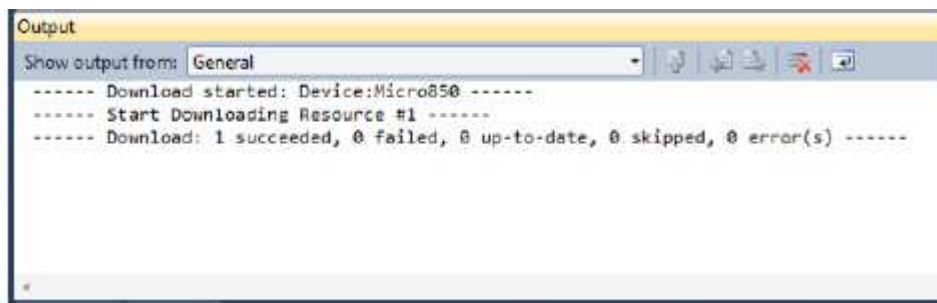 Output
Show output from: General
------ Download started: Device:Micro850 ------
------ Start Downloading Resource #1 ------
------ Download: 1 succeeded, 0 failed, 0 up-to-date, 0 skipped, 0 error(s) ------